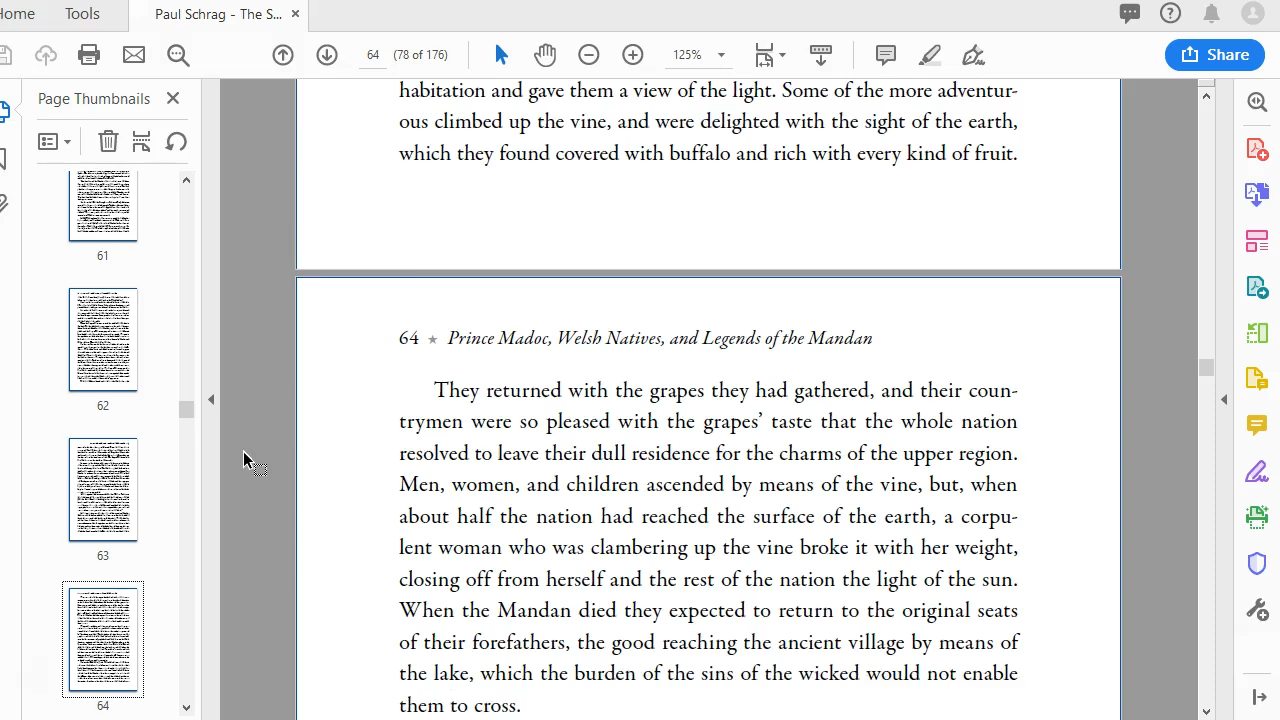 Home
Tools
Paul Schrag - The S...
64
(78 of 176)
125%
Share
Page Thumbnails
61
62
63
64
habitation and gave them a view of the light. Some of the more adventur-
ous climbed up the vine, and were delighted with the sight of the earth,
which they found covered with buffalo and rich with every kind of fruit.
64 ★ Prince Madoc, Welsh Natives, and Legends of the Mandan
They returned with the grapes they had gathered, and their coun-
trymen were so pleased with the grapes’ taste that the whole nation
resolved to leave their dull residence for the charms of the upper region.
Men, women, and children ascended by means of the vine, but, when
about half the nation had reached the surface of the earth, a corpu-
lent woman who was clambering up the vine broke it with her weight,
closing off from herself and the rest of the nation the light of the sun.
When the Mandan died they expected to return to the original seats
of their forefathers, the good reaching the ancient village by means of
the lake, which the burden of the sins of the wicked would not enable
them to cross.